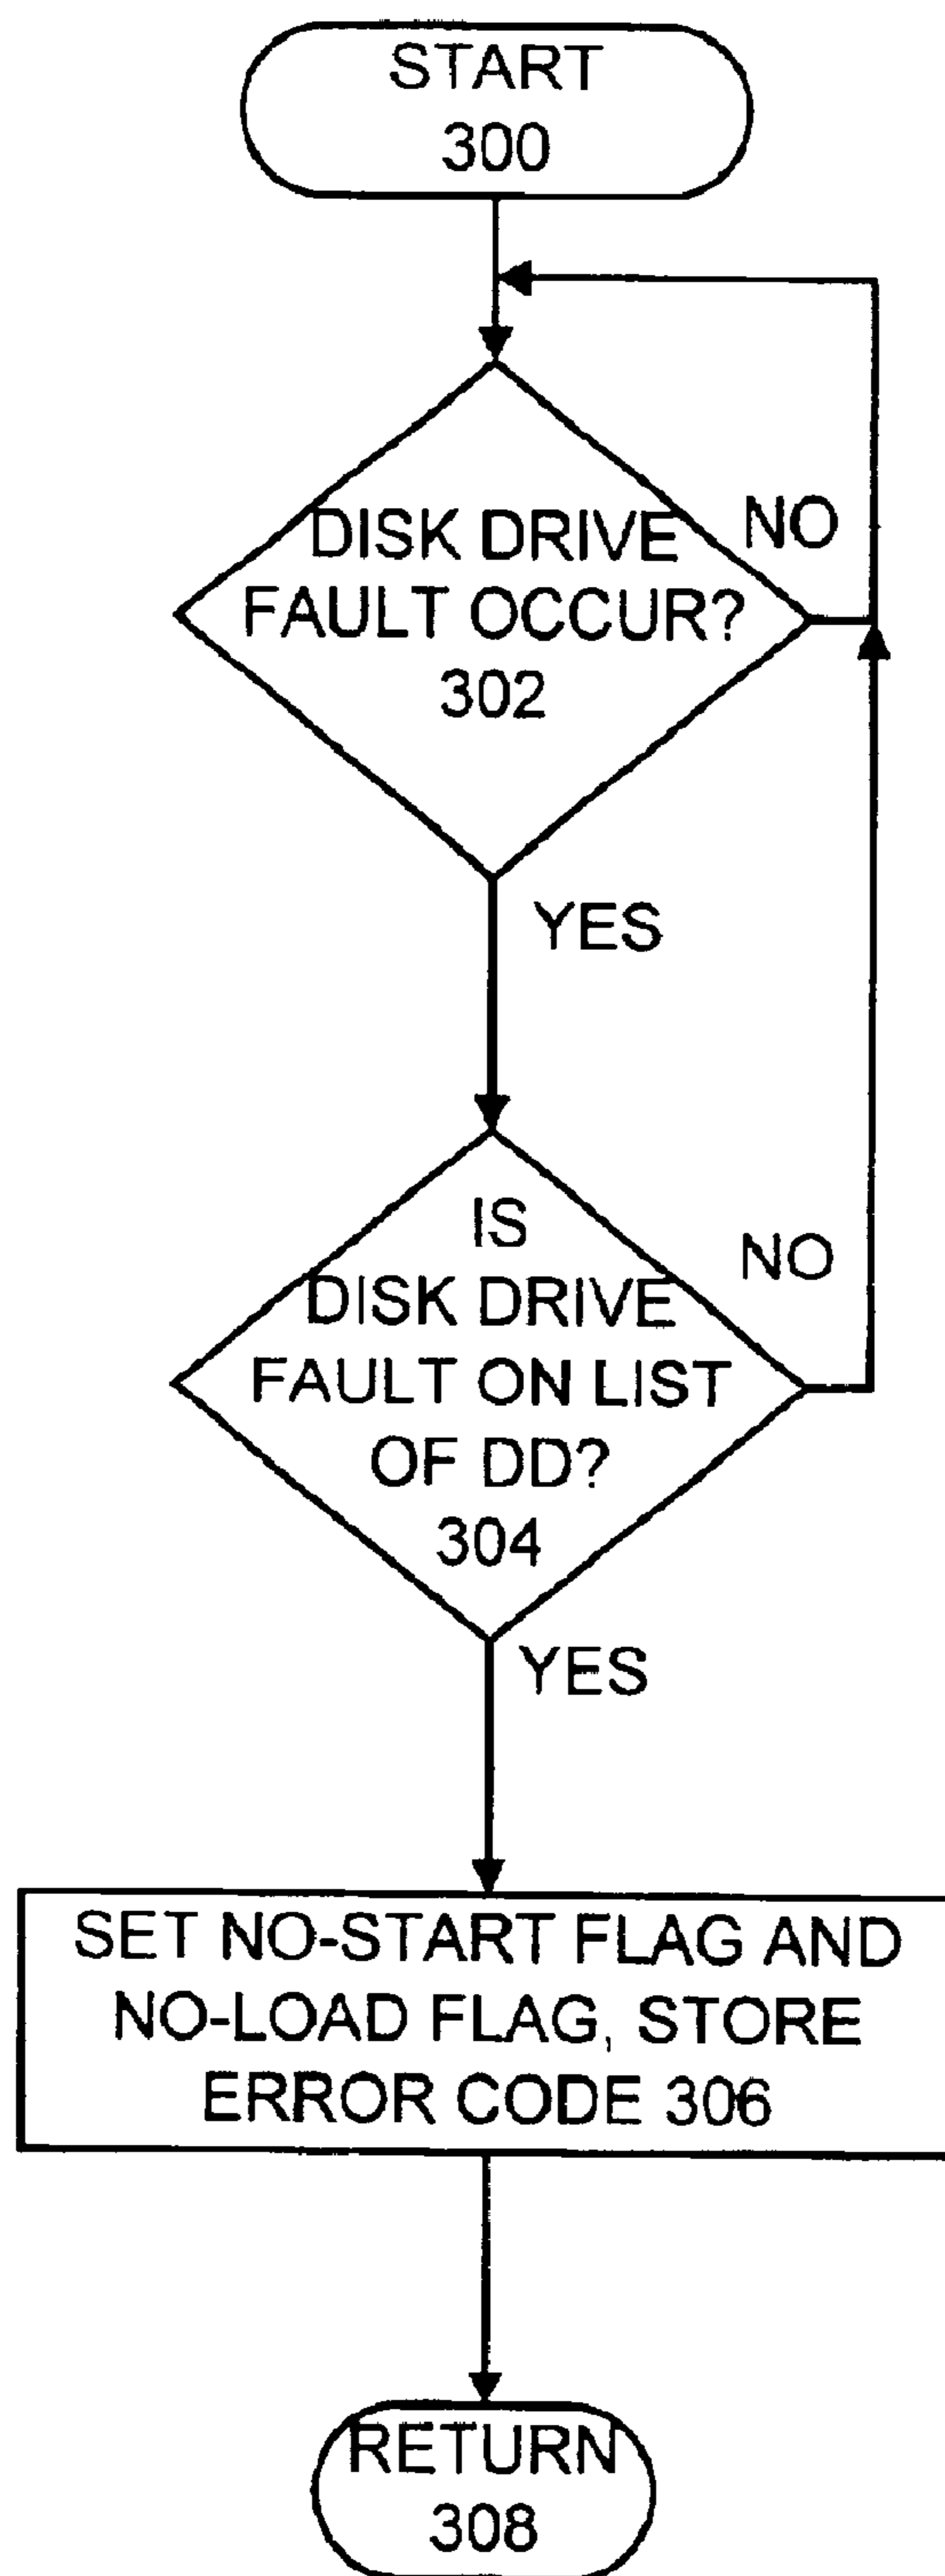 START
300
DISK DRIVE
FAULT OCCUR?
302
NO
YES
IS
DISK DRIVE
FAULT ON LIST
OF DD?
304
NO
YES
SET NO-START FLAG AND
NO-LOAD FLAG, STORE
ERROR CODE 306
RETURN
308